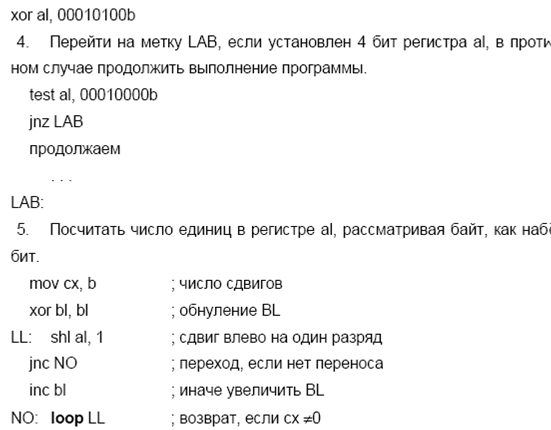 xor al, 00010100b
4. Перейти на метку LAB, если установлен 4 бит регистра al, в проти
ном случае продолжить выполнение программы.
test al, 00010000b
jnz LAB
продолжаем
. . .
LAB:
5. Посчитать число единиц в регистре al, рассматривая байт, как наб
бит.
mov cx, b ; число сдвигов
xor bl, bl ; обнуление BL
LL: shl al, 1 ; сдвиг влево на один разряд
jnc NO ; переход, если нет переноса
inc bl ; иначе увеличить BL
NO: loop LL ; возврат, если cx ≠0